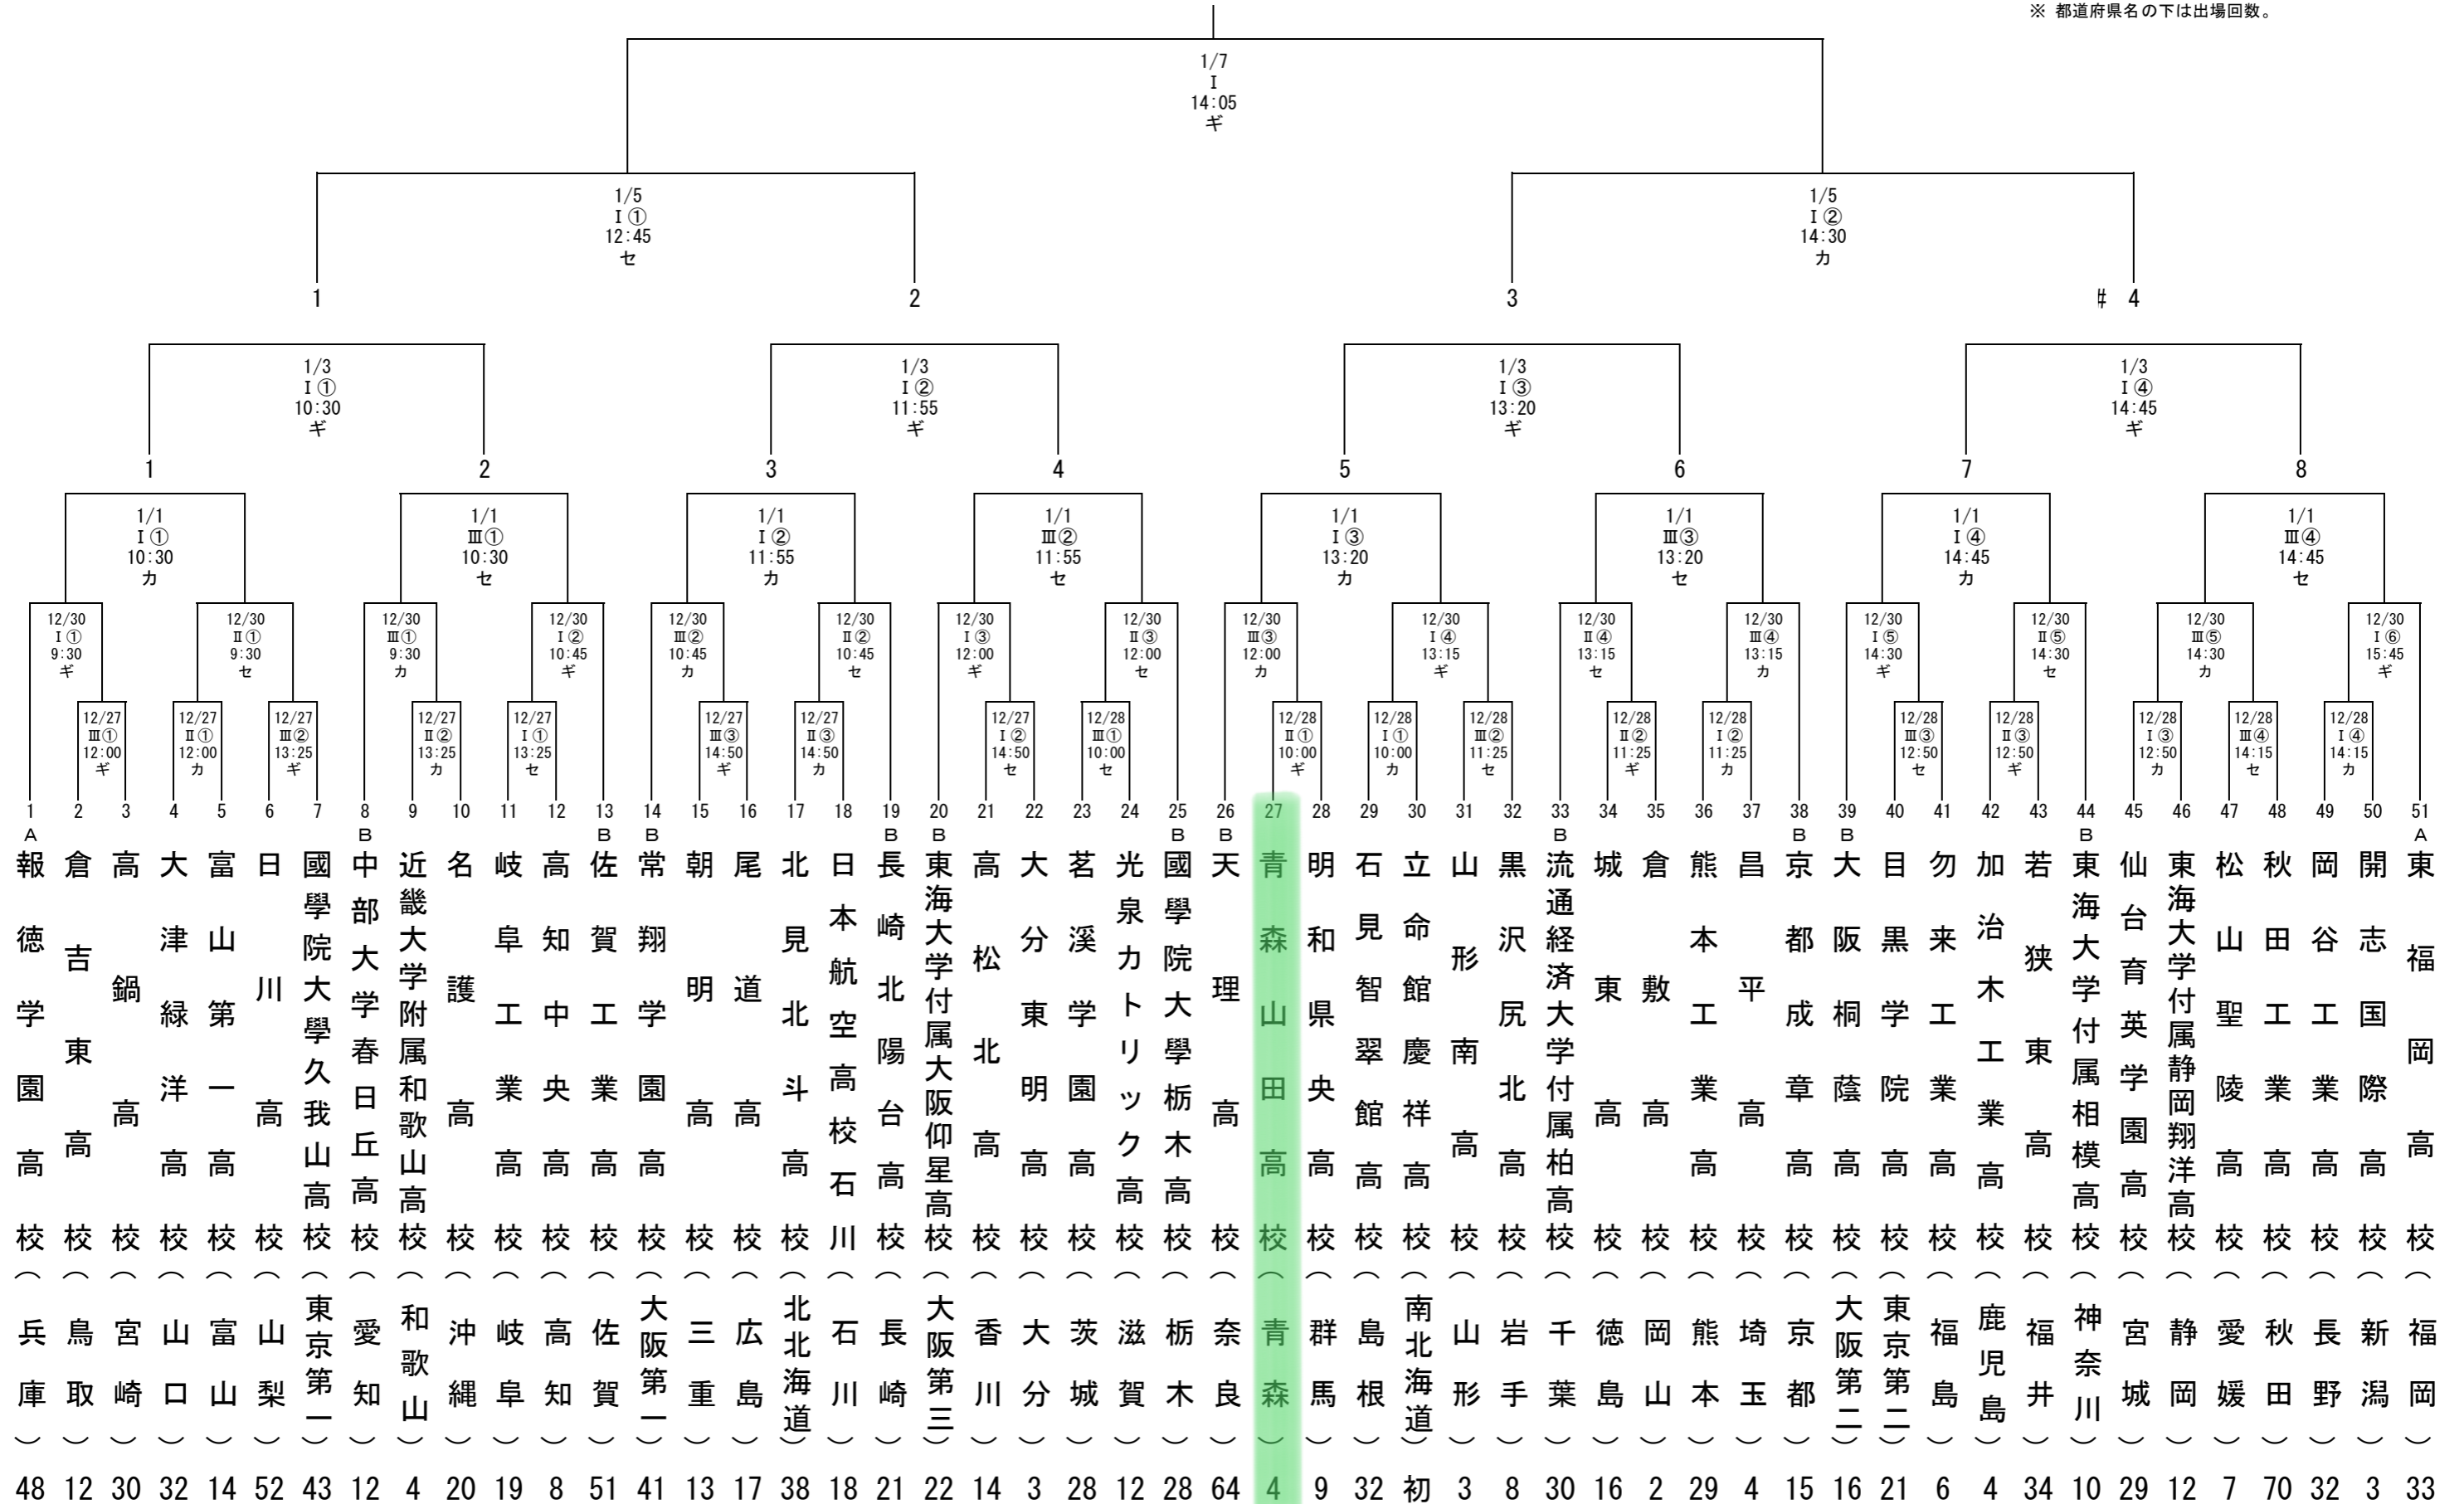 ※ 都道府県名の下は出場回数。
1/7
Ⅰ
14:05
ギ
1/5
Ⅰ①
12:45
セ
1/5
Ⅰ②
14:30
カ
1
2
3
# 4
1/3
Ⅰ①
10:30
ギ
1/3
Ⅰ②
11:55
ギ
1/3
Ⅰ③
13:20
ギ
1/3
Ⅰ④
14:45
ギ
1
2
3
4
5
6
7
8
1/1
Ⅰ①
10:30
カ
1/1
Ⅲ①
10:30
セ
1/1
Ⅰ②
11:55
カ
1/1
Ⅲ②
11:55
セ
1/1
Ⅰ③
13:20
カ
1/1
Ⅲ③
13:20
セ
1/1
Ⅰ④
14:45
カ
1/1
Ⅲ④
14:45
セ
12/30
Ⅰ①
9:30
ギ
12/30
Ⅱ①
9:30
セ
12/30
Ⅲ①
9:30
カ
12/30
Ⅰ②
10:45
ギ
12/30
Ⅲ②
10:45
カ
12/30
Ⅱ②
10:45
セ
12/30
Ⅰ③
12:00
ギ
12/30
Ⅱ③
12:00
セ
12/30
Ⅲ③
12:00
カ
12/30
Ⅰ④
13:15
ギ
12/30
Ⅱ④
13:15
セ
12/30
Ⅲ④
13:15
カ
12/30
Ⅰ⑤
14:30
ギ
12/30
Ⅱ⑤
14:30
セ
12/30
Ⅲ⑤
14:30
カ
12/30
Ⅰ⑥
15:45
ギ
12/27
Ⅲ①
12:00
ギ
12/27
Ⅱ①
12:00
カ
12/27
Ⅲ②
13:25
ギ
12/27
Ⅱ②
13:25
カ
12/27
Ⅰ①
13:25
セ
12/27
Ⅲ③
14:50
ギ
12/27
Ⅱ③
14:50
カ
12/27
Ⅰ②
14:50
セ
12/28
Ⅲ①
10:00
セ
12/28
Ⅱ①
10:00
ギ
12/28
Ⅰ①
10:00
カ
12/28
Ⅲ②
11:25
セ
12/28
Ⅱ②
11:25
ギ
12/28
Ⅰ②
11:25
カ
12/28
Ⅲ③
12:50
セ
12/28
Ⅱ③
12:50
ギ
12/28
Ⅰ③
12:50
カ
12/28
Ⅲ④
14:15
セ
12/28
Ⅰ④
14:15
カ
1 A 報徳学園高校（兵庫）48
2 倉吉東高校（鳥取）12
3 高鍋高校（宮崎）30
4 大津緑洋高校（山口）32
5 富山第一高校（富山）14
6 日川高校（山梨）52
7 國學院大學久我山高校（東京第一）43
8 B 中部大学春日丘高校（愛知）12
9 近畿大学附属和歌山高校（和歌山）4
10 名護高校（沖縄）20
11 岐阜工業高校（岐阜）19
12 高知中央高校（高知）8
13 B 佐賀工業高校（佐賀）51
14 B 常翔学園高校（大阪第一）41
15 朝明高校（三重）13
16 尾道高校（広島）17
17 北見北斗高校（北北海道）38
18 日本航空高校石川（石川）18
19 B 長崎北陽台高校（長崎）21
20 B 東海大学付属大阪仰星高校（大阪第三）22
21 高松北高校（香川）14
22 大分東明高校（大分）3
23 茗溪学園高校（茨城）28
24 光泉カトリック高校（滋賀）12
25 B 國學院大學栃木高校（栃木）28
26 B 天理高校（奈良）64
27 青森山田高校（青森）4
28 明和県央高校（群馬）9
29 石見智翠館高校（島根）32
30 立命館慶祥高校（南北海道）初
31 山形南高校（山形）3
32 黒沢尻北高校（岩手）8
33 B 流通経済大学付属柏高校（千葉）30
34 城東高校（徳島）16
35 倉敷高校（岡山）2
36 熊本工業高校（熊本）29
37 昌平高校（埼玉）4
38 B 京都成章高校（京都）15
39 B 大阪桐蔭高校（大阪第二）16
40 目黒学院高校（東京第二）21
41 勿来工業高校（福島）6
42 加治木工業高校（鹿児島）4
43 若狭東高校（福井）34
44 B 東海大学付属相模高校（神奈川）10
45 仙台育英学園高校（宮城）29
46 東海大学付属静岡翔洋高校（静岡）12
47 松山聖陵高校（愛媛）7
48 秋田工業高校（秋田）70
49 岡谷工業高校（長野）32
50 開志国際高校（新潟）3
51 A 東福岡高校（福岡）33